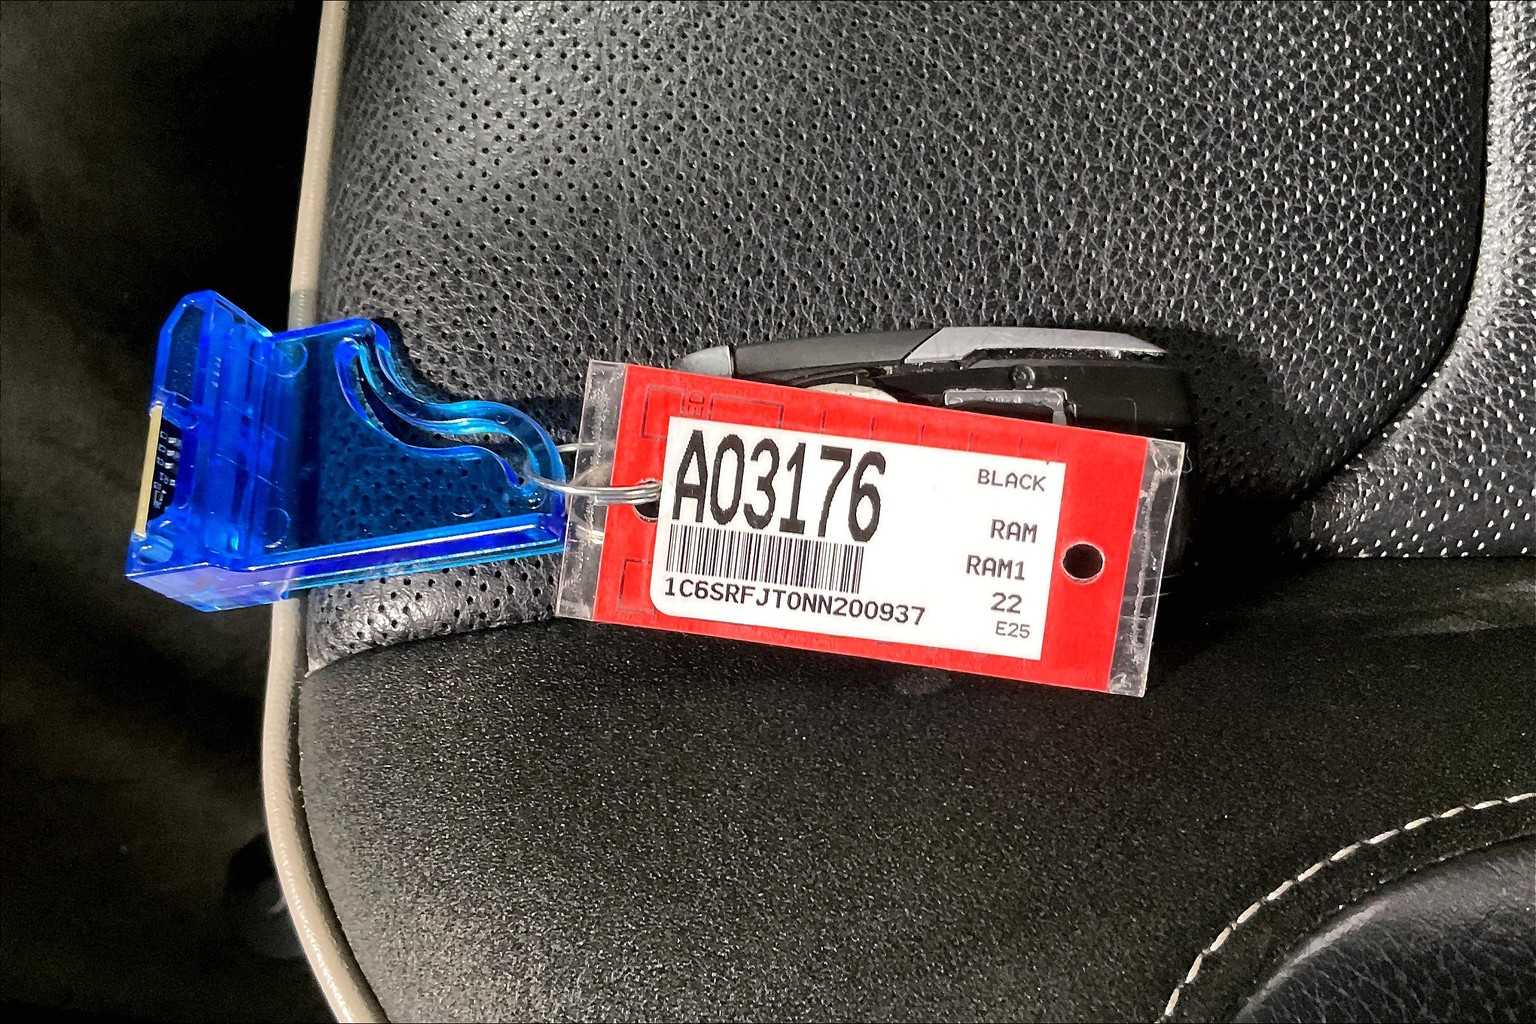 A03176
1C6SRFJT0NN200937
BLACK
RAM
RAM1
22
E25